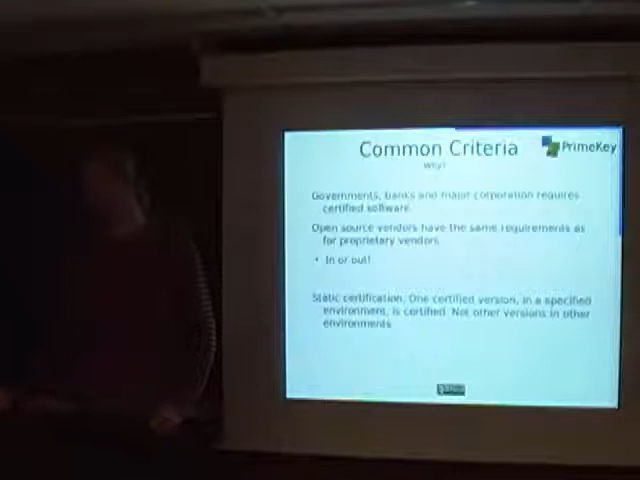 Common Criteria
PrimeKey
Why?
Governments, banks and major corporation requires
certified software.
Open source vendors have the same requirements as
for proprietary vendors.
• In or out!
Static certification. One certified version, in a specified
environment, is certified. Not other versions in other
environments.